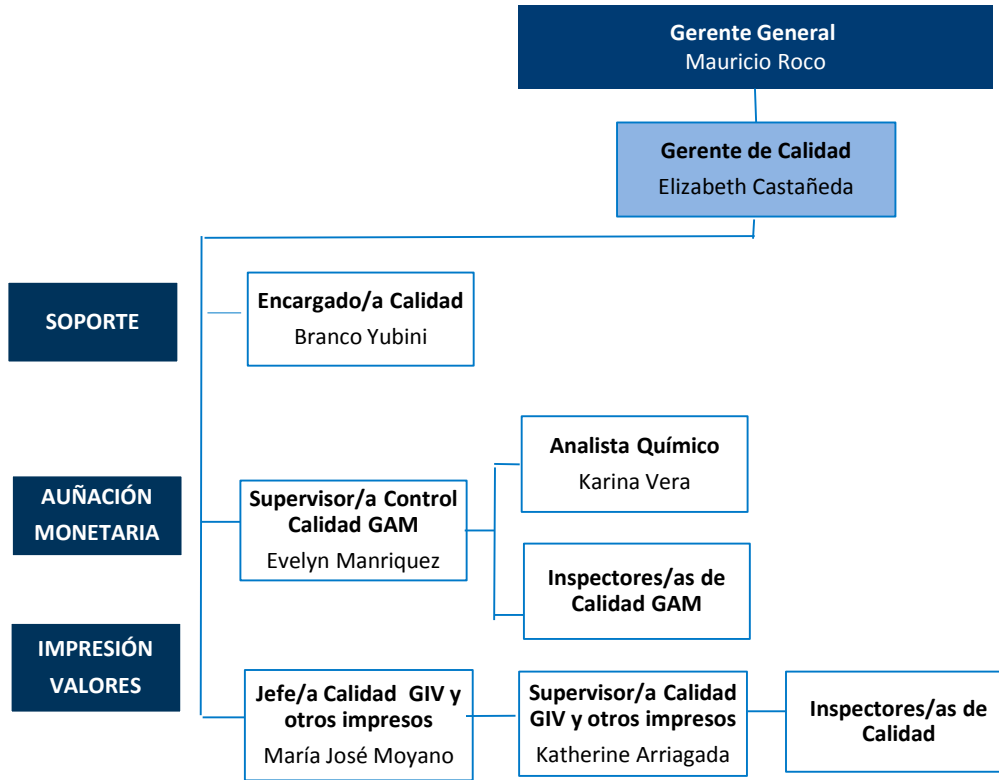 Gerente General
Mauricio Roco
Gerente de Calidad
Elizabeth Castañeda
SOPORTE
Encargado/a Calidad
Branco Yubini
AUÑACIÓN
MONETARIA
Supervisor/a Control
Calidad GAM
Evelyn Manriquez
Analista Químico
Karina Vera
Inspectores/as de
Calidad GAM
IMPRESIÓN
VALORES
Jefe/a Calidad GIV y
otros impresos
María José Moyano
Supervisor/a Calidad
GIV y otros impresos
Katherine Arriagada
Inspectores/as de
Calidad